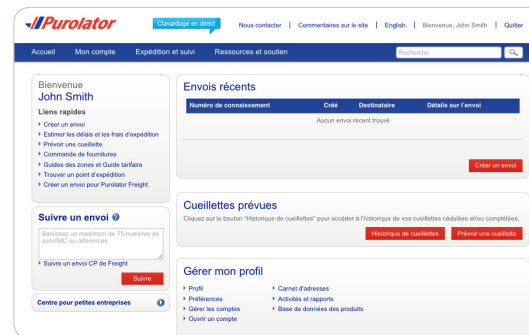 Purolator
Clavardage en direct
Nous contacter | Commentaires sur le site | English | Bienvenue, John Smith | Quitter
Accueil Mon compte Expédition et suivi Ressources et soutien
Recherche
Bienvenue
John
Smith
Liens rapides
Créer un envoi
Estimer les délais et les frais d'expédition
Prévoir une cueillette
Commande de fournitures
Guides des zones et Guide tarifaire
Trouver un point d'expédition
Créer un envoi pour Purolator Freight
Suivre un envoi ?
Saisissez un maximum de 75 numéros de
suivi/NIC ou références
Suivre un envoi CP de Freight
Suivre
Centre pour petites entreprises
Envois récents
Numéro de connaissement Créé Destinataire Détails sur l'envoi
Aucun envoi récent trouvé
Créer un envoi
Cueillettes prévues
Cliquez sur le bouton "Historique de cueillettes" pour accéder à l'historique de vos cueillettes cédulées et/ou complétées.
Historique de cueillettes Prévoir une cueillette
Gérer mon profil
Profil
Préférences
Gérer les comptes
Ouvrir un compte
Carnet d'adresses
Activités et rapports
Base de données des produits